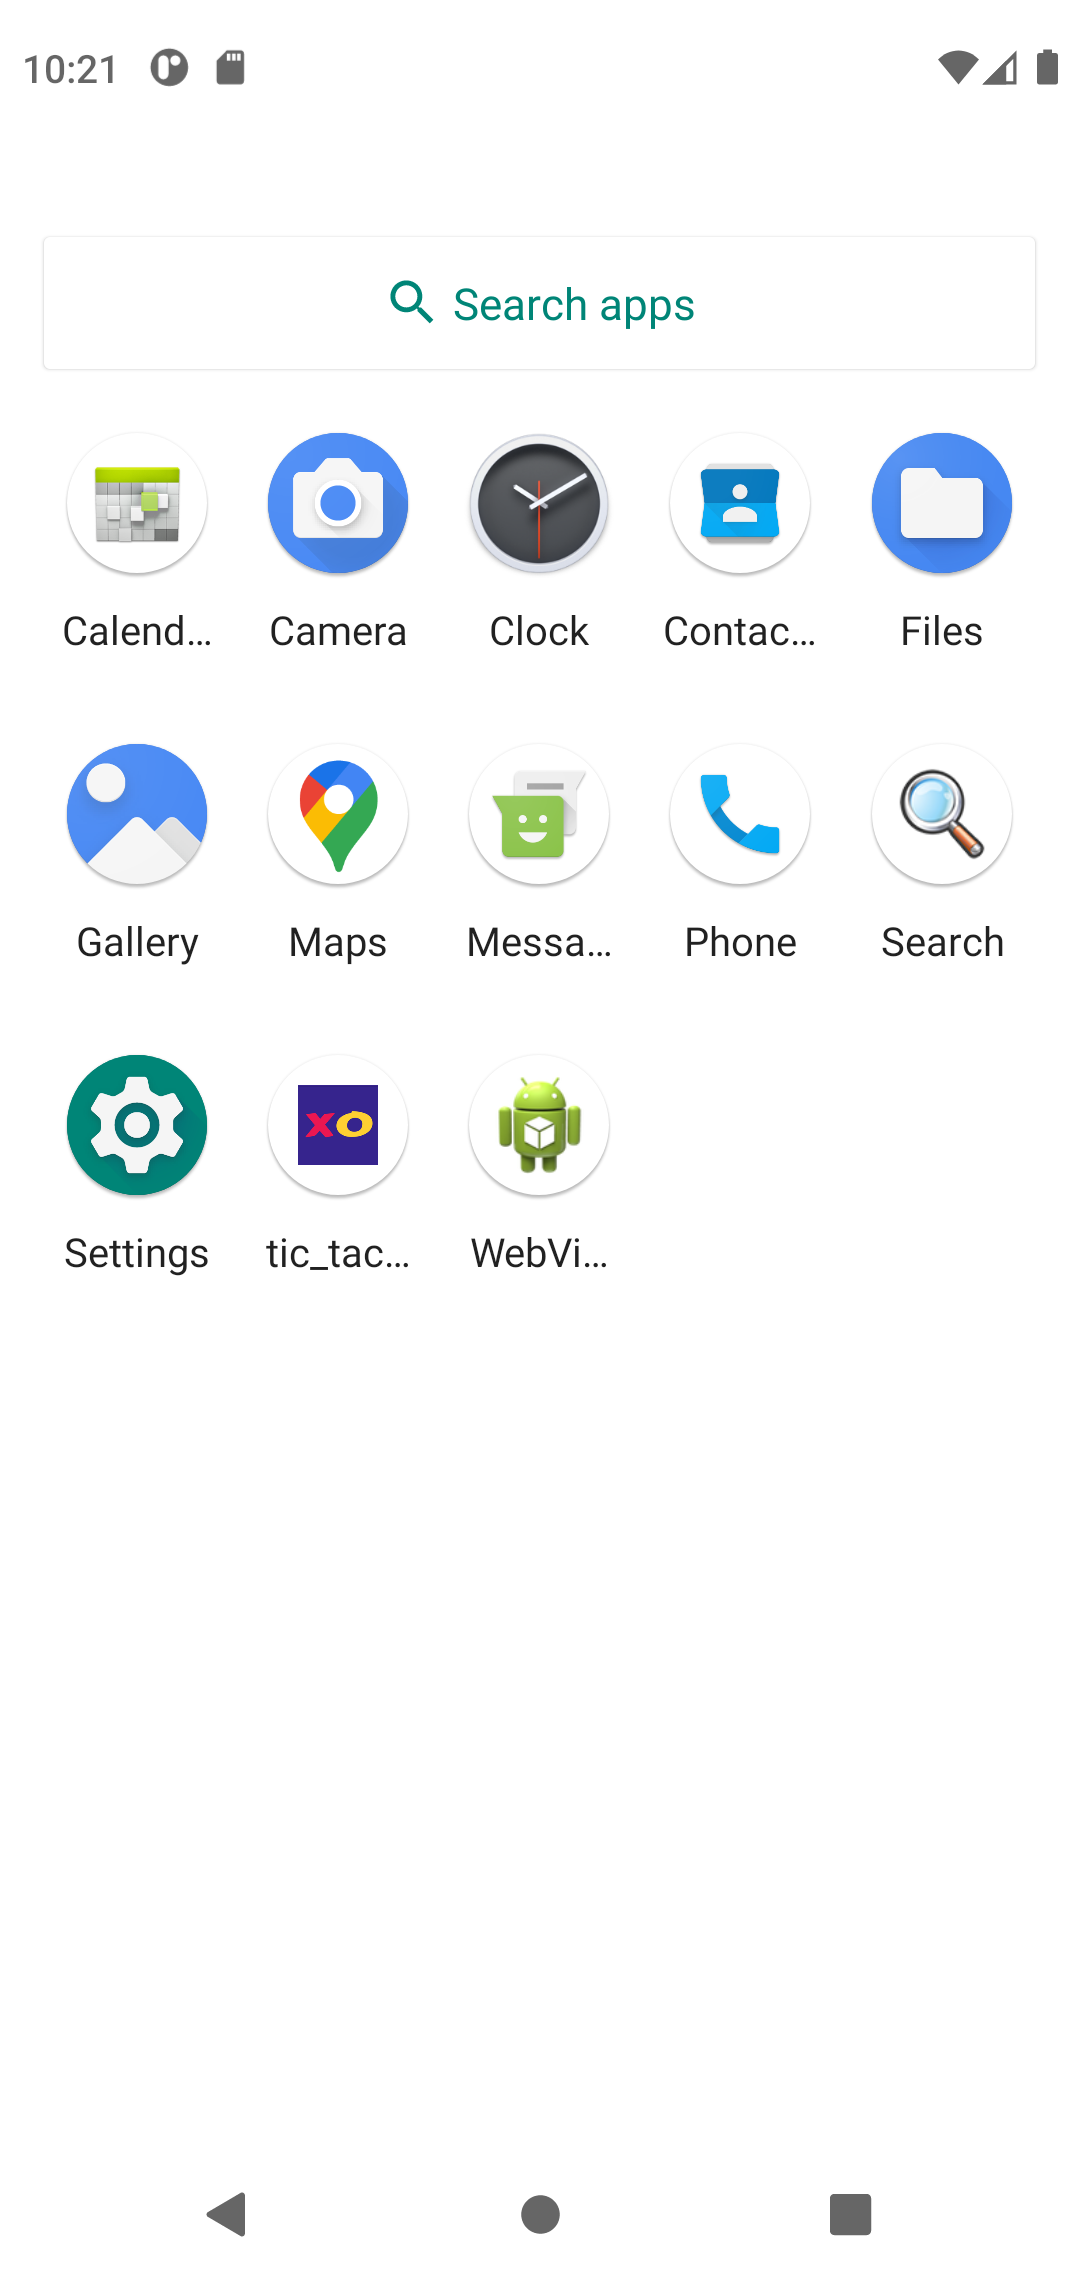 10:21
Search apps
Calend...
Camera
Clock
Contac...
Files
Gallery
Maps
Messa...
Phone
Search
Settings
XO
tic_tac...
WebVi...